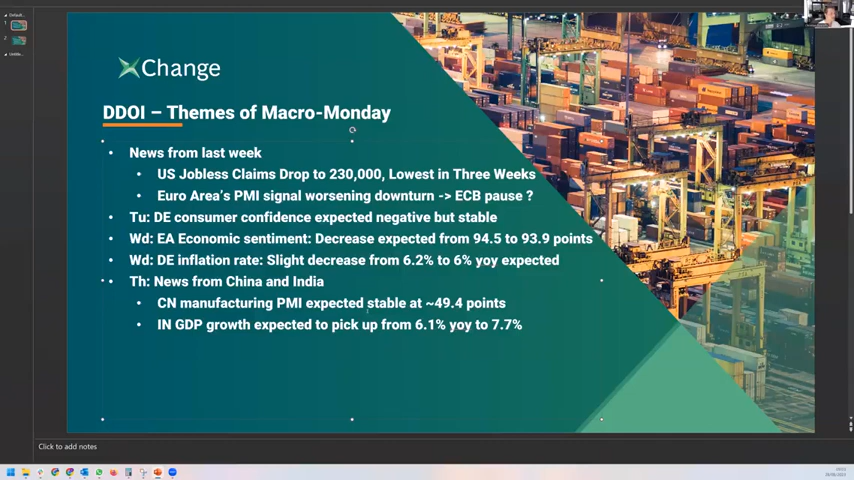 Default...
1
2
Untitle...
XChange
DDOI – Themes of Macro-Monday
• News from last week
• US Jobless Claims Drop to 230,000, Lowest in Three Weeks
• Euro Area's PMI signal worsening downturn -> ECB pause ?
• Tu: DE consumer confidence expected negative but stable
• Wd: EA Economic sentiment: Decrease expected from 94.5 to 93.9 points
• Wd: DE inflation rate: Slight decrease from 6.2% to 6% yoy expected
• Th: News from China and India
• CN manufacturing PMI expected stable at ~49.4 points
• IN GDP growth expected to pick up from 6.1% yoy to 7.7%
Click to add notes